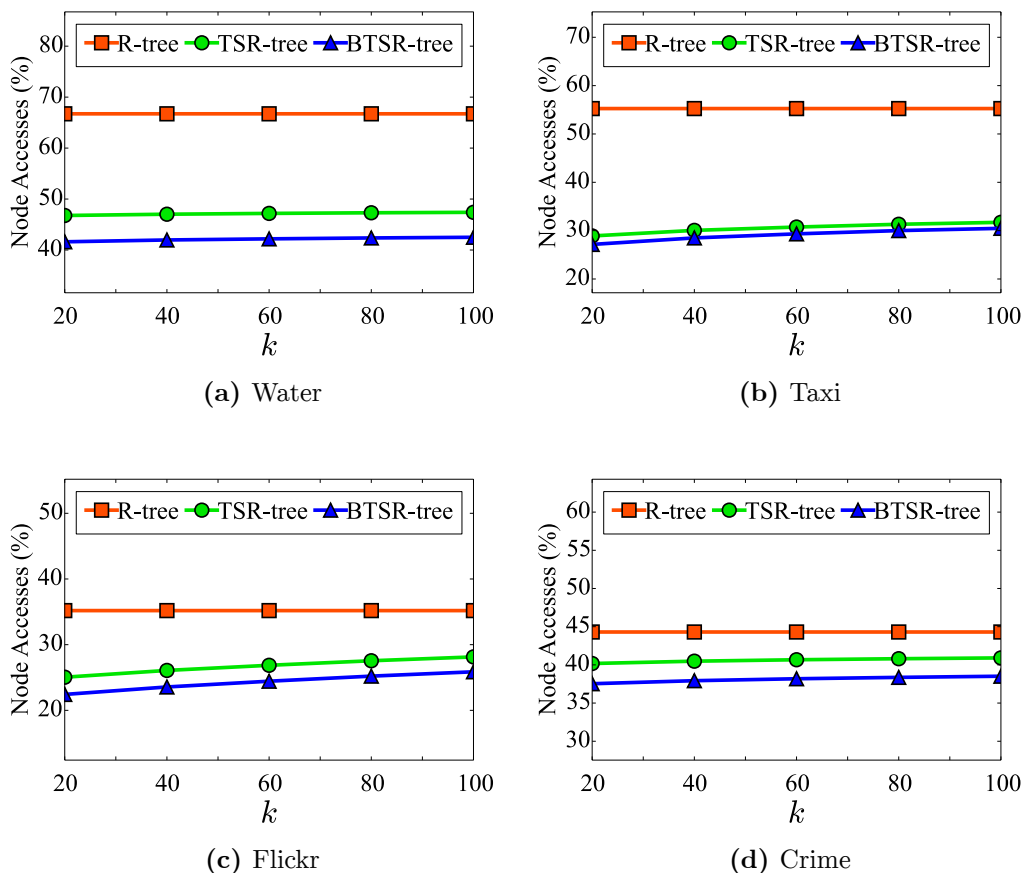 R-tree TSR-tree BTSR-tree
Node Accesses (%)
80
70
60
50
40
20 40 60 80 100
k
(a) Water
R-tree TSR-tree BTSR-tree
Node Accesses (%)
70
60
50
40
30
20
20 40 60 80 100
k
(b) Taxi
R-tree TSR-tree BTSR-tree
Node Accesses (%)
50
40
30
20
20 40 60 80 100
k
(c) Flickr
R-tree TSR-tree BTSR-tree
Node Accesses (%)
60
55
50
45
40
35
30
20 40 60 80 100
k
(d) Crime